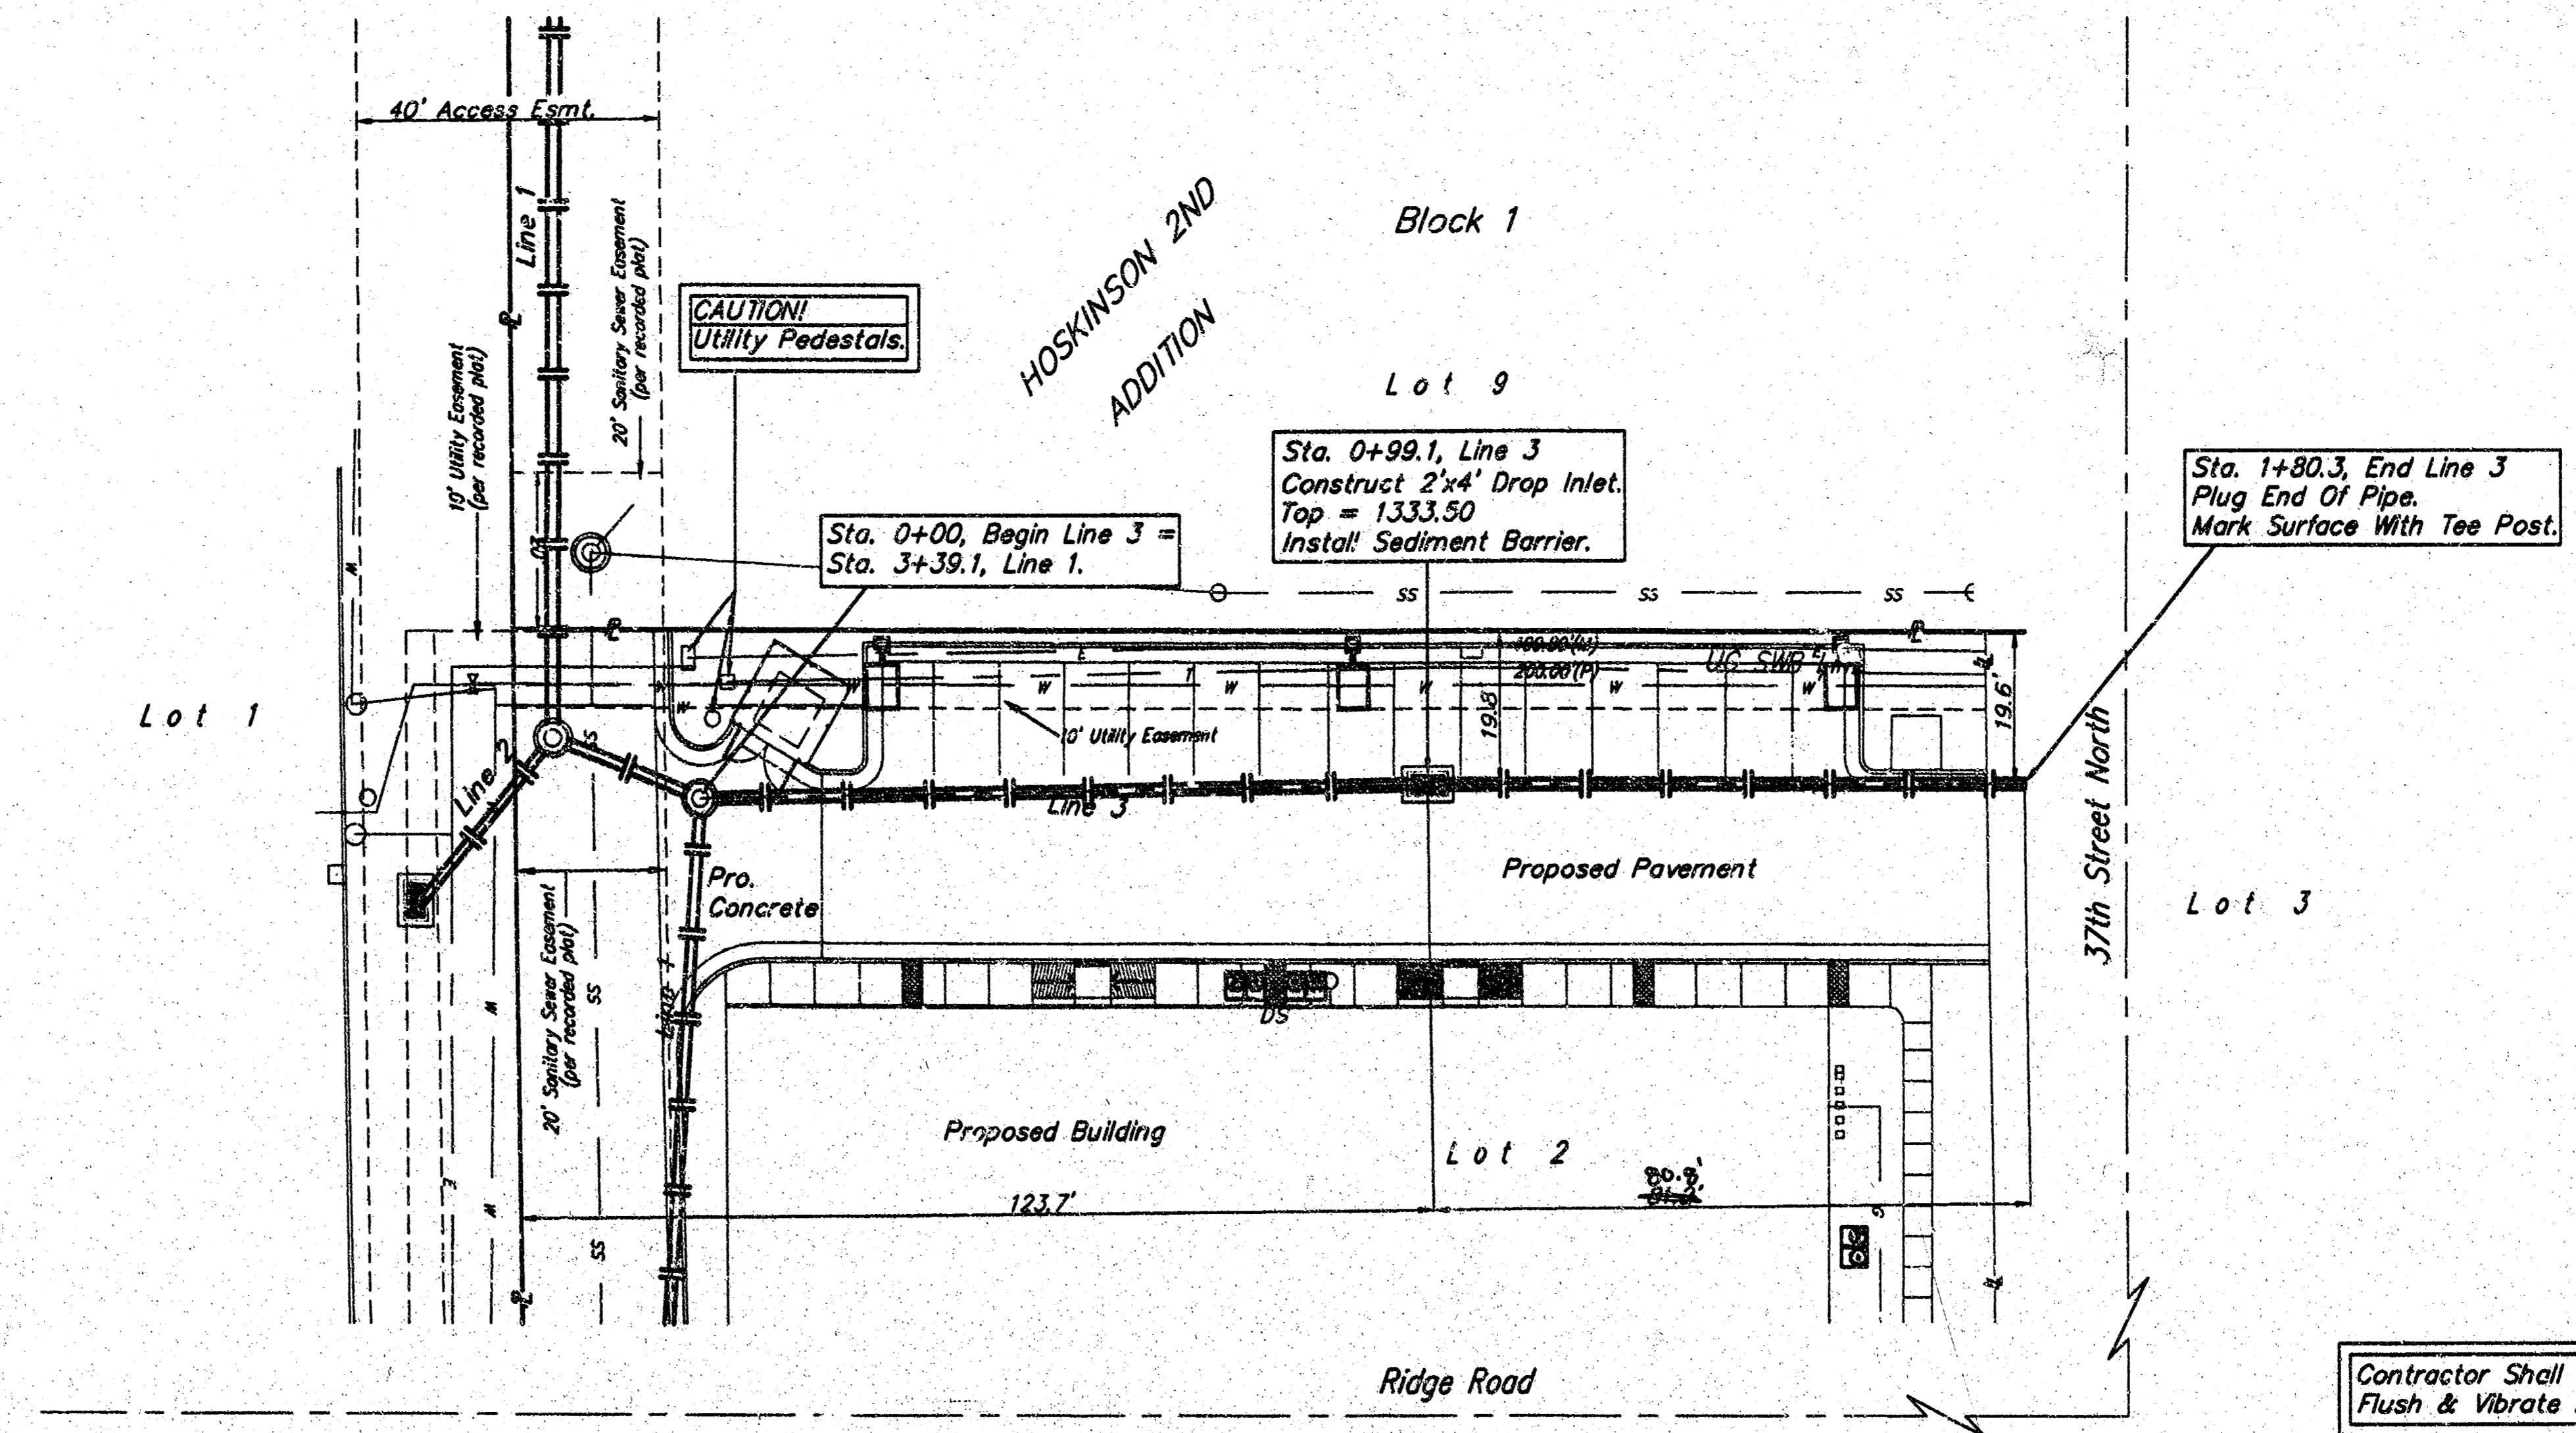 40' Access Esmt.
Line 1
20' Sanitary Sewer Easement
(per recorded plat)
10' Utility Easement
(per recorded plat)
CAUTION!
Utility Pedestals.
HOSKINSON 2ND
ADDITION
Block 1
Lot 9
Sta. 0+00, Begin Line 3 =
Sta. 3+39.1, Line 1.
Sta. 0+99.1, Line 3
Construct 2'x4' Drop Inlet.
Top = 1333.50
Install Sediment Barrier.
Sta. 1+80.3, End Line 3
Plug End Of Pipe.
Mark Surface With Tee Post.
SS
SS
SS
200.00'(P)
W
W
W
W
W
W
W
19.8'
19.6'
10' Utility Easement
Lot 1
Line 2
SS
Line 3
Pro.
Concrete
Proposed Pavement
37th Street North
Lot 3
20' Sanitary Sewer Easement
(per recorded plat)
SS
DS
Proposed Building
Lot 2
80.8'
123.7'
SS
Ridge Road
Contractor Shall
Flush & Vibrate